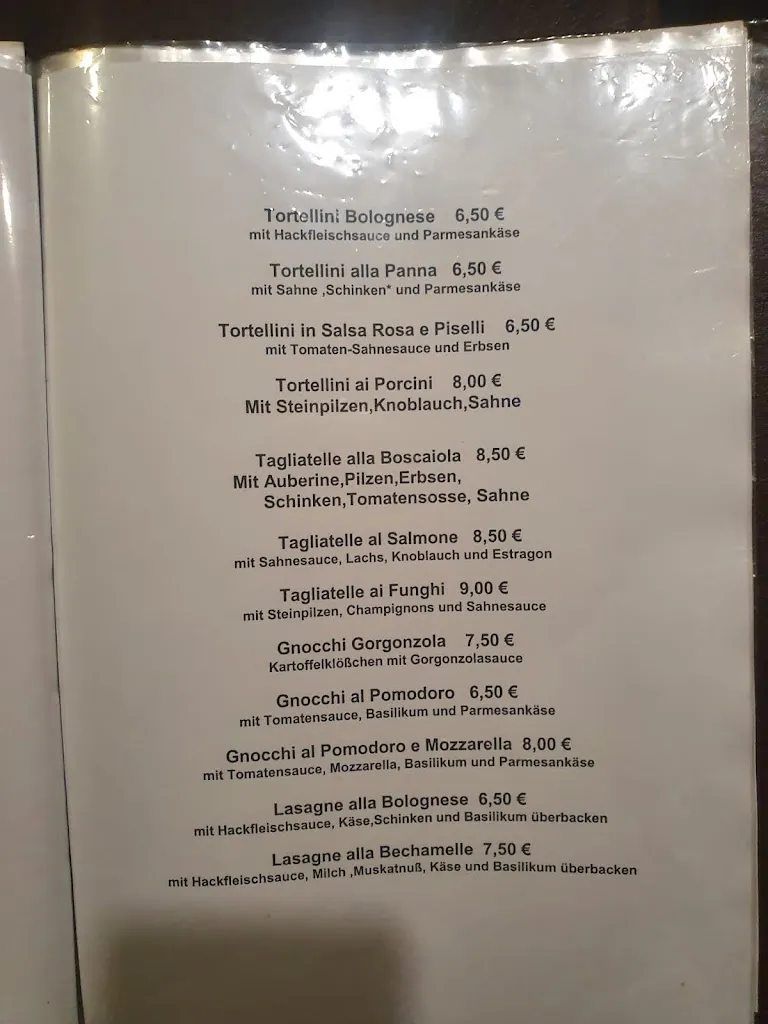 Tortellini Bolognese 6,50 €
mit Hackfleischsauce und Parmesankäse
Tortellini alla Panna 6,50 €
mit Sahne ,Schinken* und Parmesankäse
Tortellini in Salsa Rosa e Piselli 6,50 €
mit Tomaten-Sahnesauce und Erbsen
Tortellini ai Porcini 8,00 €
Mit Steinpilzen,Knoblauch,Sahne
Tagliatelle alla Boscaiola 8,50 €
Mit Auberine,Pilzen,Erbsen,
Schinken,Tomatensosse, Sahne
Tagliatelle al Salmone 8,50 €
mit Sahnesauce, Lachs, Knoblauch und Estragon
Tagliatelle ai Funghi 9,00 €
mit Steinpilzen, Champignons und Sahnesauce
Gnocchi Gorgonzola 7,50 €
Kartoffelklößchen mit Gorgonzolasauce
Gnocchi al Pomodoro 6,50 €
mit Tomatensauce, Basilikum und Parmesankäse
Gnocchi al Pomodoro e Mozzarella 8,00 €
mit Tomatensauce, Mozzarella, Basilikum und Parmesankäse
Lasagne alla Bolognese 6,50 €
mit Hackfleischsauce, Käse,Schinken und Basilikum überbacken
Lasagne alla Bechamelle 7,50 €
mit Hackfleischsauce, Milch ,Muskatnuß, Käse und Basilikum überbacken